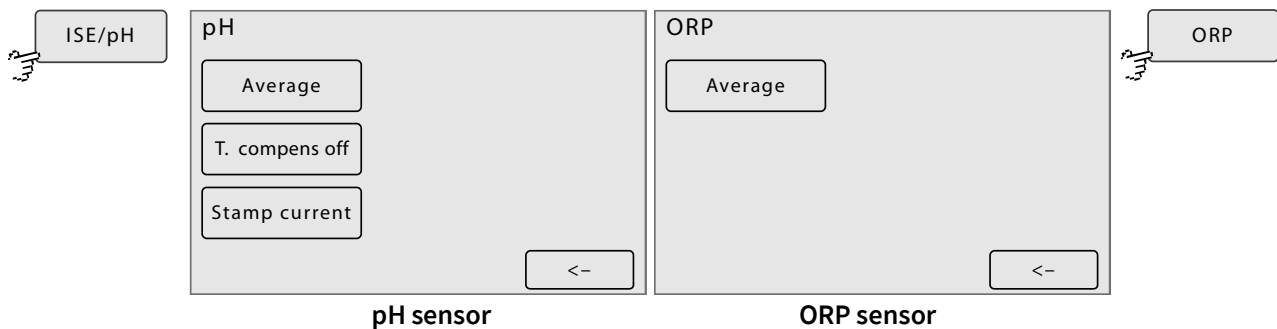 ISE/pH
pH
Average
T. compens off
Stamp current
<–
pH sensor
ORP
Average
<–
ORP sensor
ORP